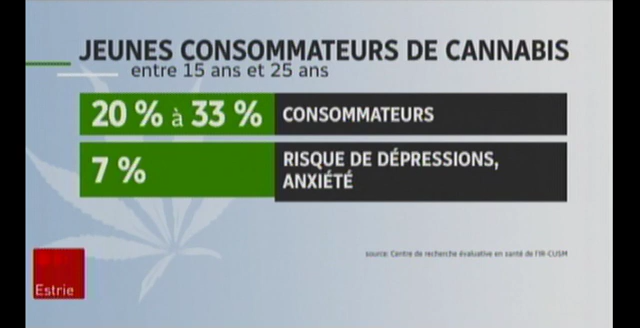 JEUNES CONSOMMATEURS DE CANNABIS
entre 15 ans et 25 ans
20 % à 33 % CONSOMMATEURS
7 % RISQUE DE DÉPRESSIONS,
ANXIÉTÉ
source: Centre de recherche évaluative en santé de l'IR-CUSM
Estrie